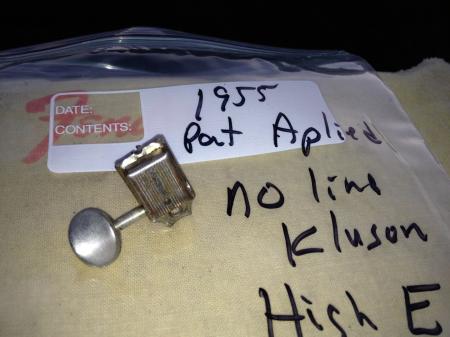 DATE:
CONTENTS:
1955
Pat Aplied
no line
Kluson
High E